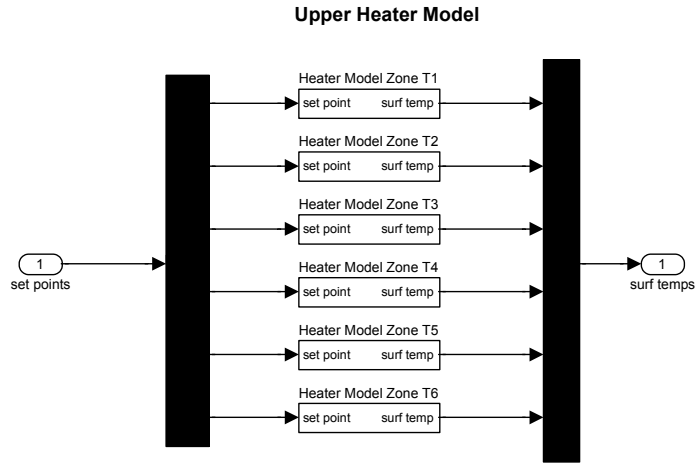 Upper Heater Model
Heater Model Zone T1
set point surf temp
Heater Model Zone T2
set point surf temp
Heater Model Zone T3
set point surf temp
Heater Model Zone T4
1
set points
set point surf temp
1
surf temps
Heater Model Zone T5
set point surf temp
Heater Model Zone T6
set point surf temp